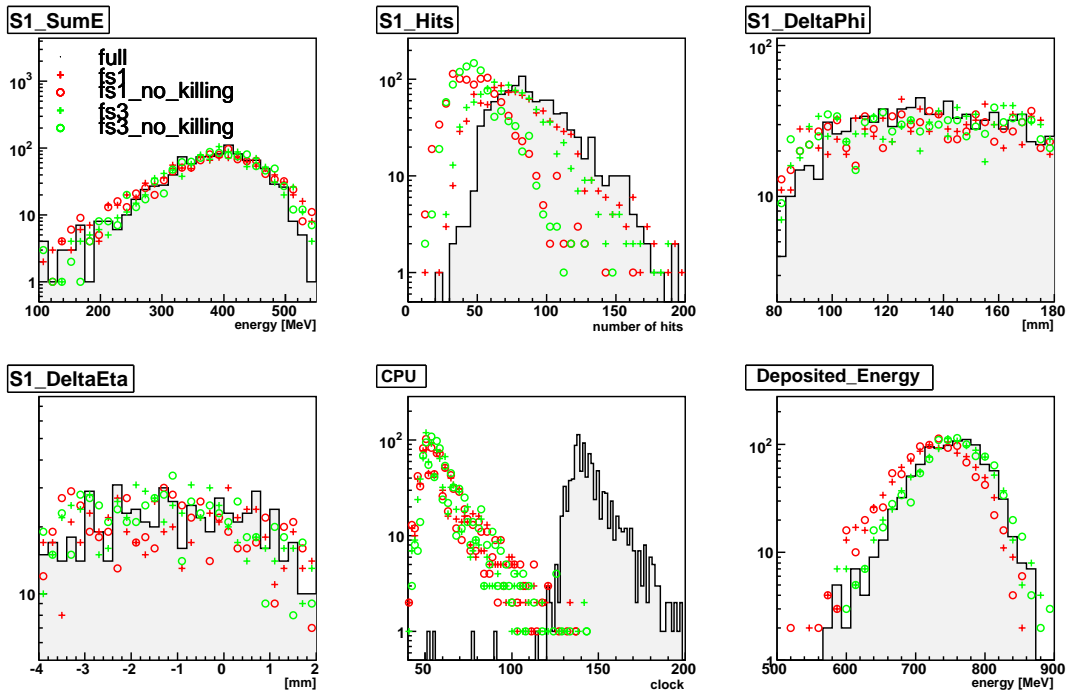 S1_SumE
full
fs1
fs1_no_killing
fs3
fs3_no_killing
10³
10²
10
1
100 200 300 400 500
energy [MeV]
S1_Hits
10²
10
1
0 50 100 150 200
number of hits
S1_DeltaPhi
10²
10
80 100 120 140 160 180
[mm]
S1_DeltaEta
10
-4 -3 -2 -1 0 1 2
[mm]
CPU
10²
10
1
50 100 150 200
clock
Deposited_Energy
10²
10
1
500 600 700 800 900
energy [MeV]